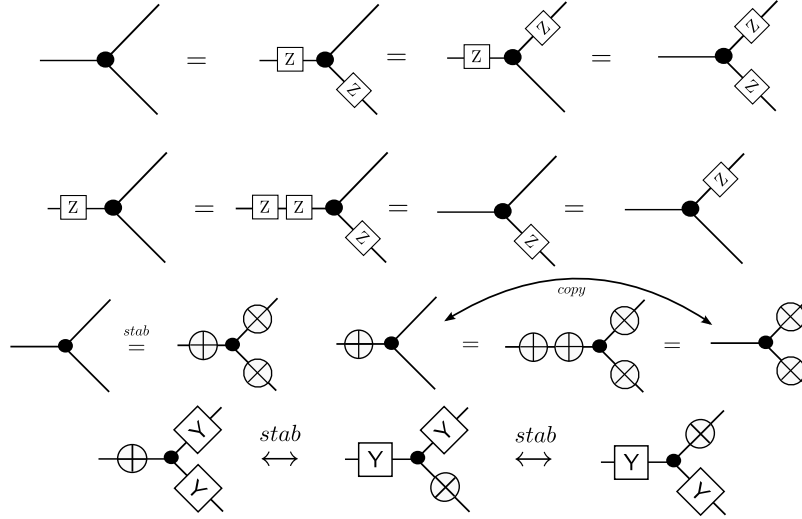 = Z Z = Z Z = Z Z
Z = Z Z Z = Z = Z
stab = = = copy
Y Y stab ↔ Y Y stab ↔ Y Y